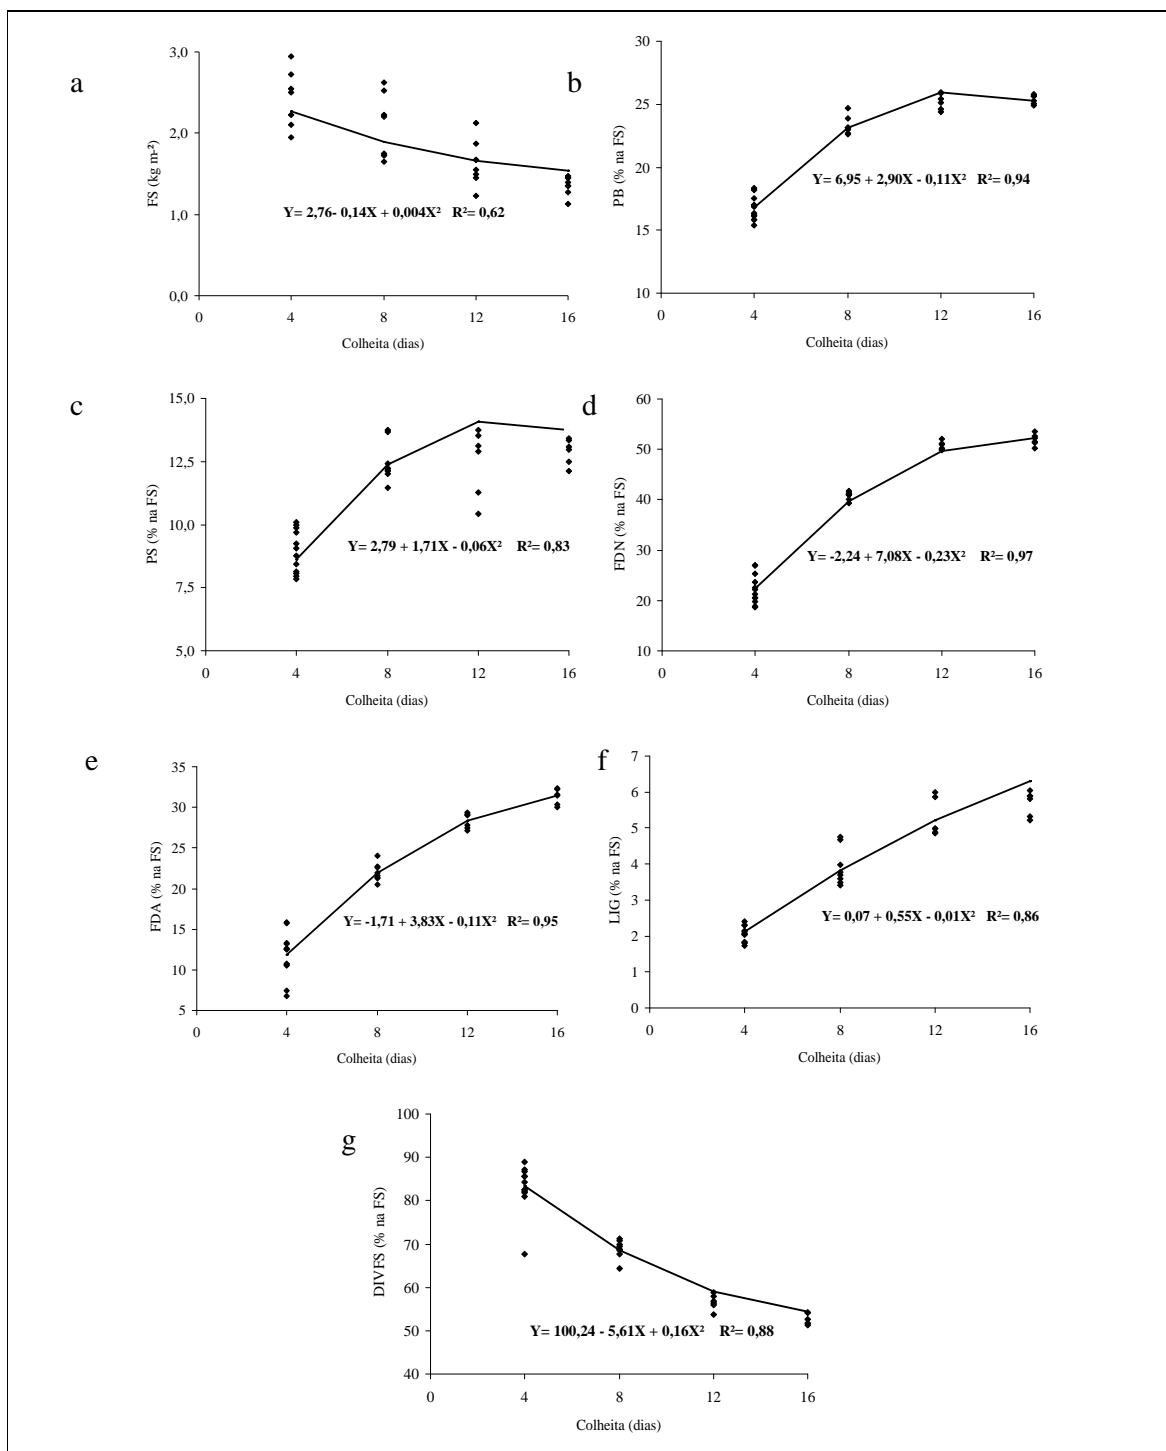 a
3,0
2,0
1,0
0,0
FS (kg m-²)
Y= 2,76- 0,14X + 0,004X² R²= 0,62
0 4 8 12 16
Colheita (dias)
b
30
25
20
15
10
PB (% na FS)
Y= 6,95 + 2,90X - 0,11X² R²= 0,94
0 4 8 12 16
Colheita (dias)
c
15,0
12,5
10,0
7,5
5,0
PS (% na FS)
Y= 2,79 + 1,71X - 0,06X² R²= 0,83
0 4 8 12 16
Colheita (dias)
d
60
50
40
30
20
10
FDN (% na FS)
Y= -2,24 + 7,08X - 0,23X² R²= 0,97
0 4 8 12 16
Colheita (dias)
e
35
30
25
20
15
10
5
FDA (% na FS)
Y= -1,71 + 3,83X - 0,11X² R²= 0,95
0 4 8 12 16
Colheita (dias)
f
7
6
5
4
3
2
1
0
LIG (% na FS)
Y= 0,07 + 0,55X - 0,01X² R²= 0,86
0 4 8 12 16
Colheita (dias)
g
100
90
80
70
60
50
40
DIVFS (% na FS)
Y= 100,24 - 5,61X + 0,16X² R²= 0,88
0 4 8 12 16
Colheita (dias)